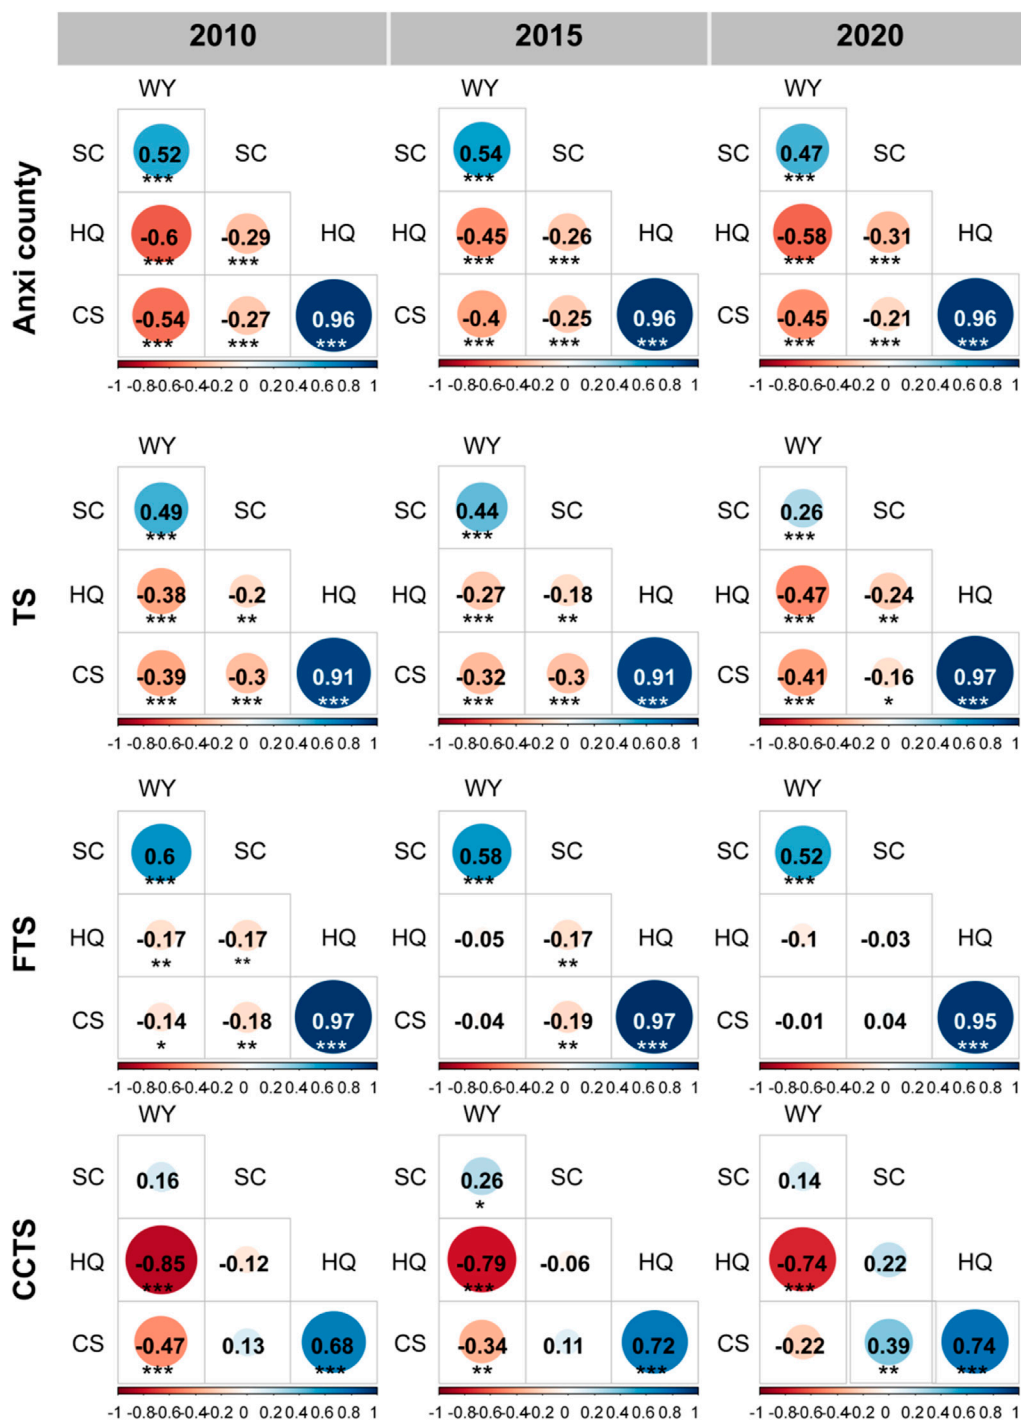 2010 2015 2020
Anxi county
WY WY WY
SC 0.52 SC SC 0.54 SC SC 0.47 SC
*** *** ***
HQ -0.6 -0.29 HQ HQ -0.45 -0.26 HQ HQ -0.58 -0.31 HQ
*** *** *** *** *** ***
CS -0.54 -0.27 0.96 CS -0.4 -0.25 0.96 CS -0.45 -0.21 0.96
*** *** *** *** *** *** *** *** ***
-1 -0.8-0.6-0.4-0.2 0 0.2 0.4 0.6 0.8 1 -1 -0.8-0.6-0.4-0.2 0 0.2 0.4 0.6 0.8 1 -1 -0.8-0.6-0.4-0.2 0 0.2 0.4 0.6 0.8 1
TS
WY WY WY
SC 0.49 SC SC 0.44 SC SC 0.26 SC
*** *** ***
HQ -0.38 -0.2 HQ HQ -0.27 -0.18 HQ HQ -0.47 -0.24 HQ
*** ** *** ** *** **
CS -0.39 -0.3 0.91 CS -0.32 -0.3 0.91 CS -0.41 -0.16 0.97
*** *** *** *** *** *** *** * ***
-1 -0.8-0.6-0.4-0.2 0 0.2 0.4 0.6 0.8 1 -1 -0.8-0.6-0.4-0.2 0 0.2 0.4 0.6 0.8 1 -1 -0.8-0.6-0.4-0.2 0 0.2 0.4 0.6 0.8 1
FTS
WY WY WY
SC 0.6 SC SC 0.58 SC SC 0.52 SC
*** *** ***
HQ -0.17 -0.17 HQ HQ -0.05 -0.17 HQ HQ -0.1 -0.03 HQ
** ** **
CS -0.14 -0.18 0.97 CS -0.04 -0.19 0.97 CS -0.01 0.04 0.95
* ** *** ** *** ***
-1 -0.8-0.6-0.4-0.2 0 0.2 0.4 0.6 0.8 1 -1 -0.8-0.6-0.4-0.2 0 0.2 0.4 0.6 0.8 1 -1 -0.8-0.6-0.4-0.2 0 0.2 0.4 0.6 0.8 1
CCTS
WY WY WY
SC 0.16 SC SC 0.26 SC SC 0.14 SC
*
HQ -0.85 -0.12 HQ HQ -0.79 -0.06 HQ HQ -0.74 0.22 HQ
*** *** ***
CS -0.47 0.13 0.68 CS -0.34 0.11 0.72 CS -0.22 0.39 0.74
*** *** ** *** ** ***
-1 -0.8-0.6-0.4-0.2 0 0.2 0.4 0.6 0.8 1 -1 -0.8-0.6-0.4-0.2 0 0.2 0.4 0.6 0.8 1 -1 -0.8-0.6-0.4-0.2 0 0.2 0.4 0.6 0.8 1